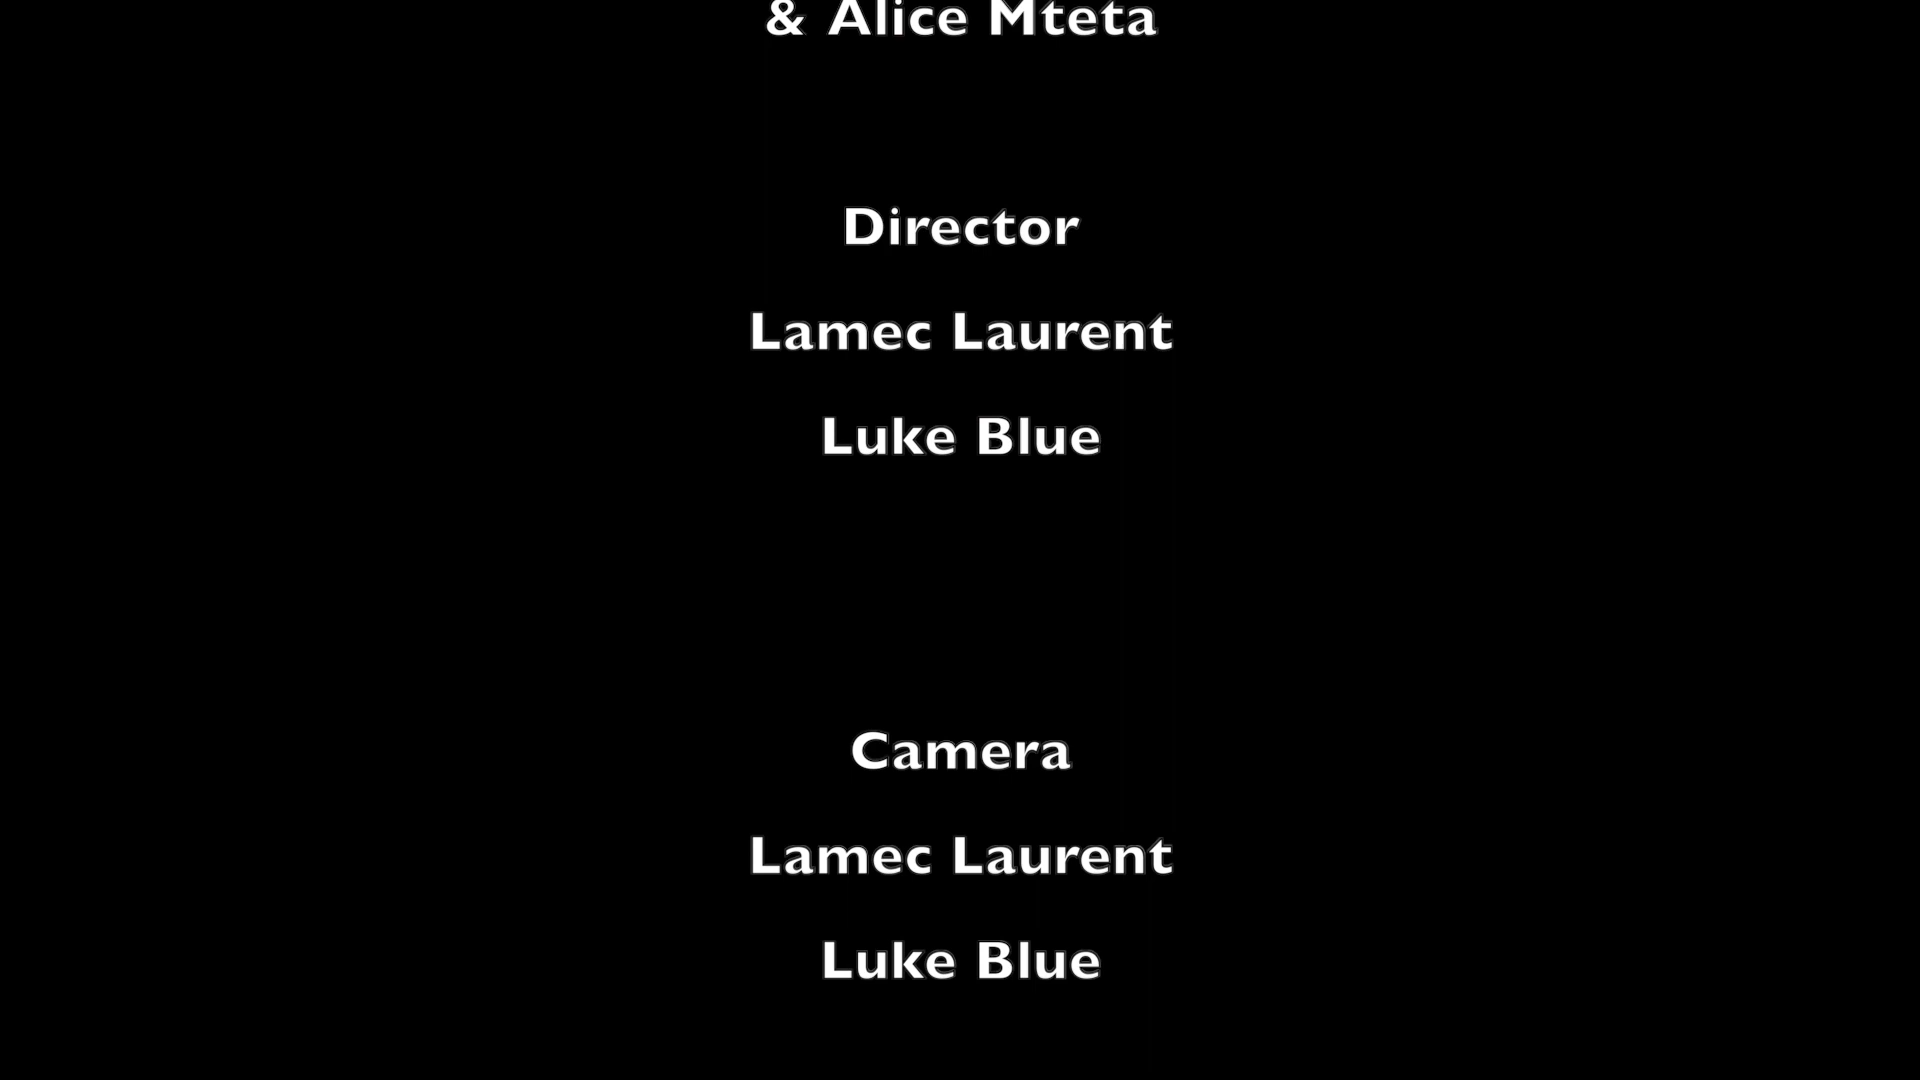 & Alice Mteta
Director
Lamec Laurent
Luke Blue
Camera
Lamec Laurent
Luke Blue